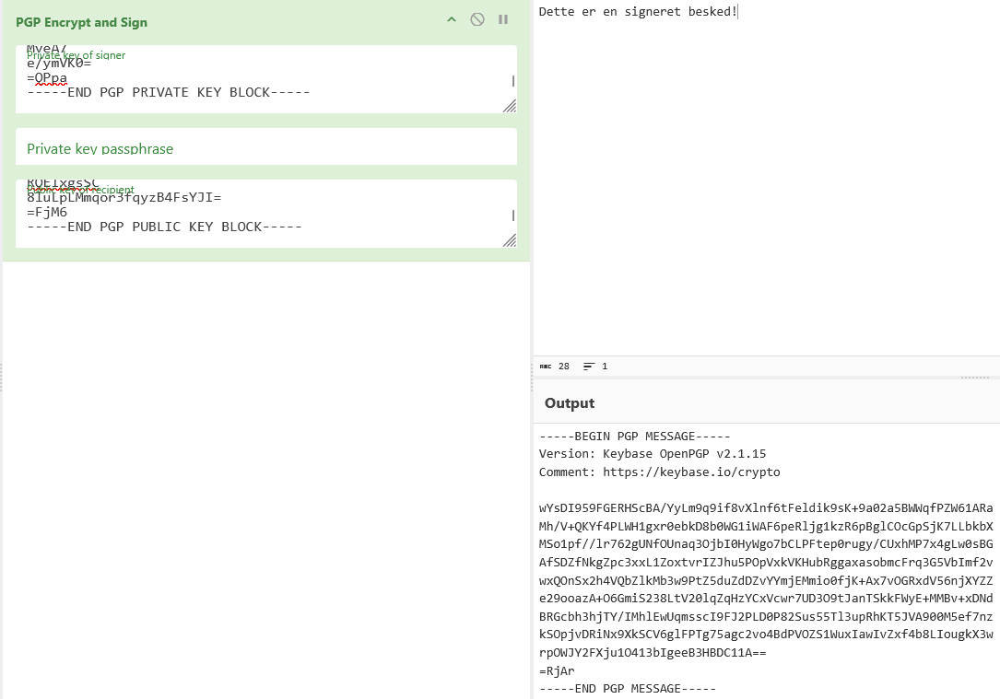 PGP Encrypt and Sign
MveA7
Private key of signer
e/ymVK0=
=QPpa
-----END PGP PRIVATE KEY BLOCK-----
Private key passphrase
Public key of recipient
8IuLpLMmqor3fqyzB4FsYJI=
=FjM6
-----END PGP PUBLIC KEY BLOCK-----
Dette er en signeret besked!
28
1
Output
-----BEGIN PGP MESSAGE-----
Version: Keybase OpenPGP v2.1.15
Comment: https://keybase.io/crypto
wYsDI959FGERHScBA/YyLm9q9if8vXlnf6tFeldik9sK+9a02a5BWWqfPZW61ARa
Mh/V+QKYf4PLWH1gxr0ebkD8b0WG1iWAF6peRljg1kzR6pBglCOcGpSjK7LLbkbX
MSo1pf//lr762gUNfOUnaq3OjbI0HyWgo7bCLPFtep0rugy/CUxhMP7x4gLw0sBG
AfSDZfNkgZpc3xxL1ZoxtvrIZJhu5POpVxkVKHubRggaxasobmcFrq3G5VbImf2v
wxQOnSx2h4VQbZlkMb3w9PtZ5duZdDZvYYmjEMmio0fjK+Ax7vOGRxdV56njXYZZ
e29ooazA+O6GmiS238LtV20lqZqHzYCxVcwr7UD3O9tJanTSkkFWyE+MMBv+xDNd
BRGcbh3hjTY/IMhlEwUqmsscI9FJ2PLD0P82Sus55Tl3upRhKT5JVA900M5ef7nz
kSOpjvDRiNx9XkSCV6glFPTg75agc2vo4BdPVOZS1WuxIawIvZxf4b8LIougkX3w
rpOWJY2FXju1O413bIgeeB3HBDC11A==
=RjAr
-----END PGP MESSAGE-----